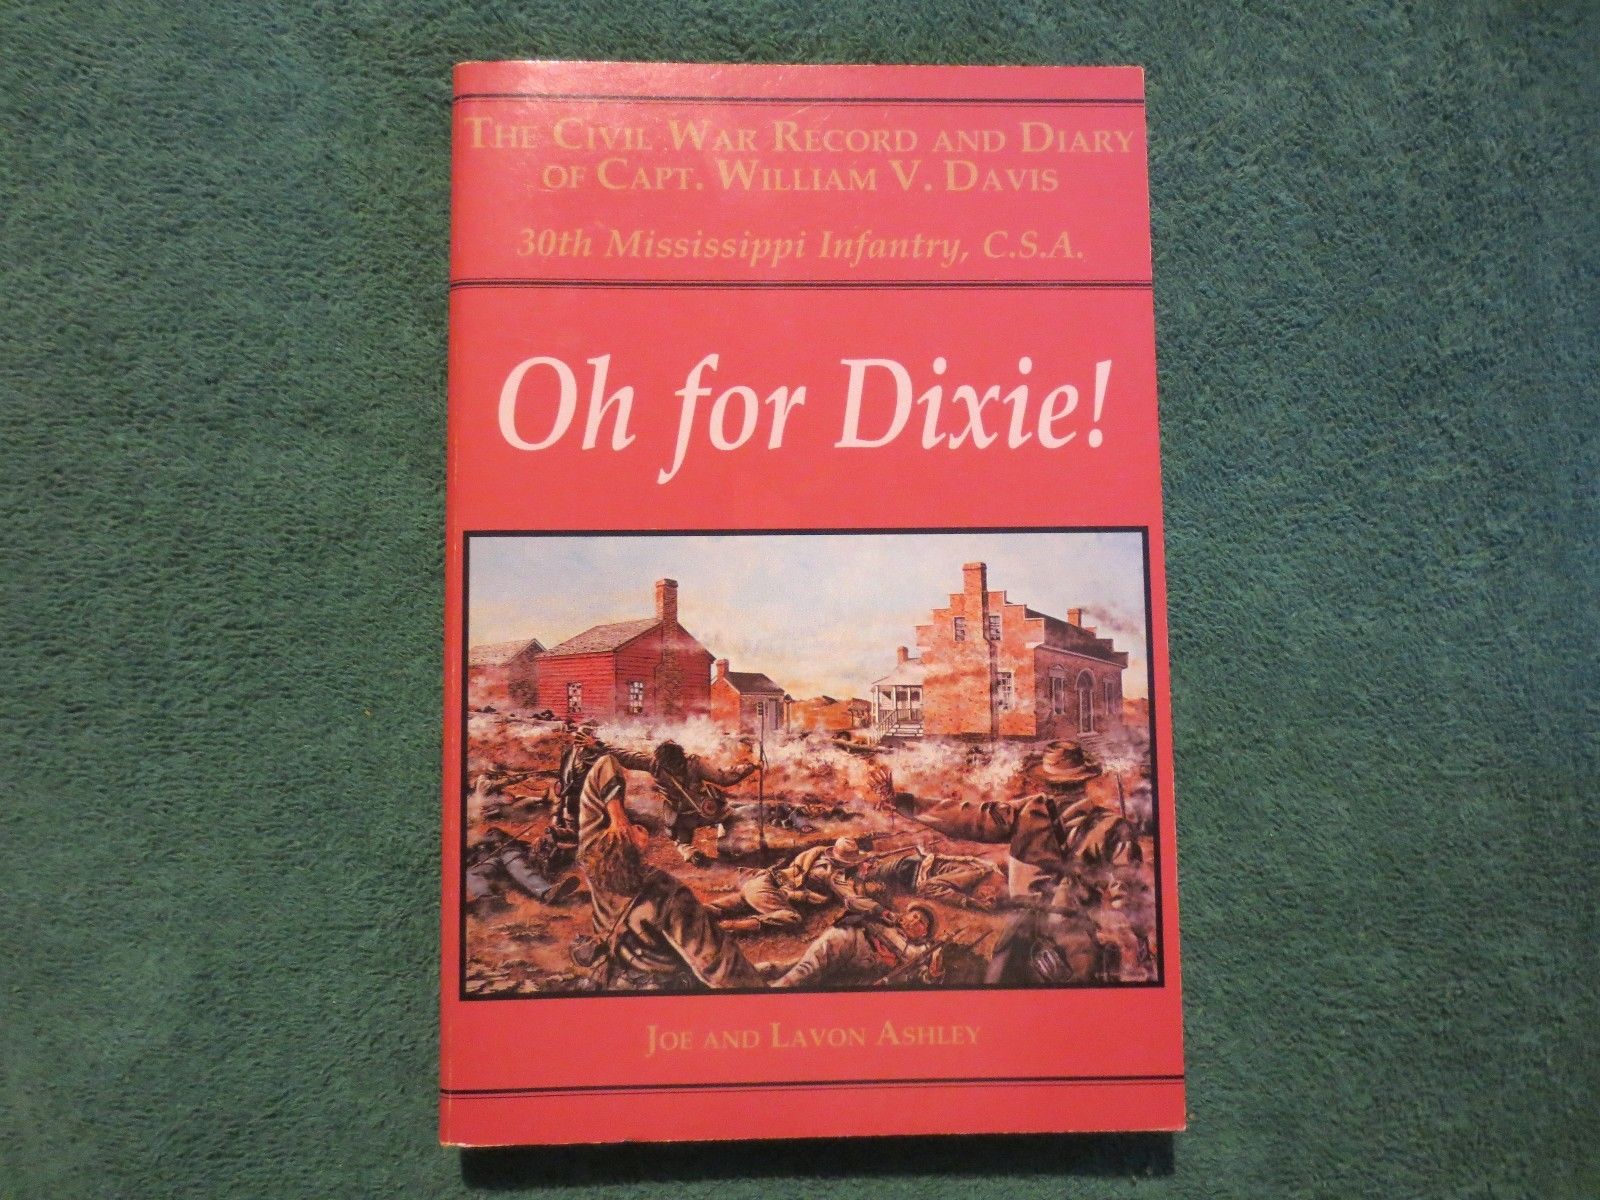 The Civil War Record and Diary
of Capt. William V. Davis
30th Mississippi Infantry, C.S.A.
Oh for Dixie!
Joe and Lavon Ashley